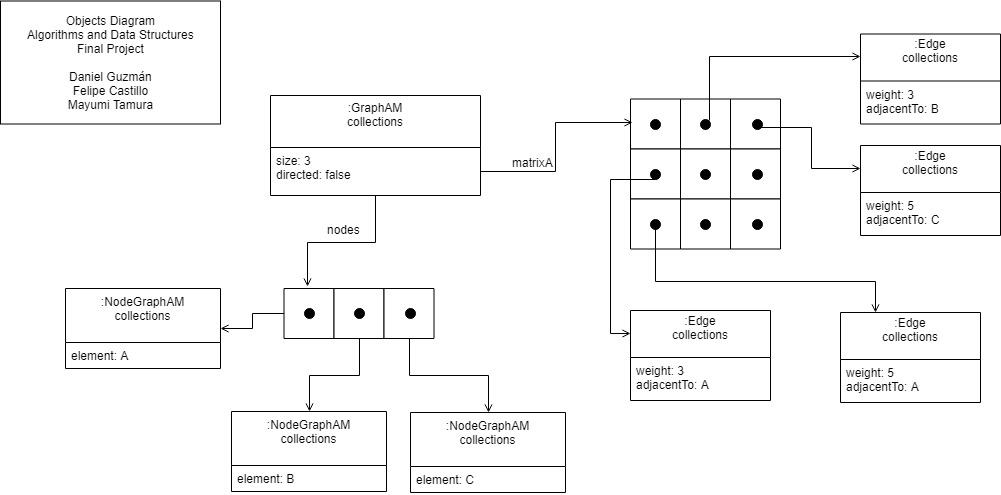 Objects Diagram
Algorithms and Data Structures
Final Project
Daniel Guzmán
Felipe Castillo
Mayumi Tamura
:GraphAM
collections
size: 3
directed: false
matrixA
nodes
:Edge
collections
weight: 3
adjacentTo: B
:Edge
collections
weight: 5
adjacentTo: C
:NodeGraphAM
collections
element: A
:Edge
collections
weight: 3
adjacentTo: A
:Edge
collections
weight: 5
adjacentTo: A
:NodeGraphAM
collections
element: B
:NodeGraphAM
collections
element: C